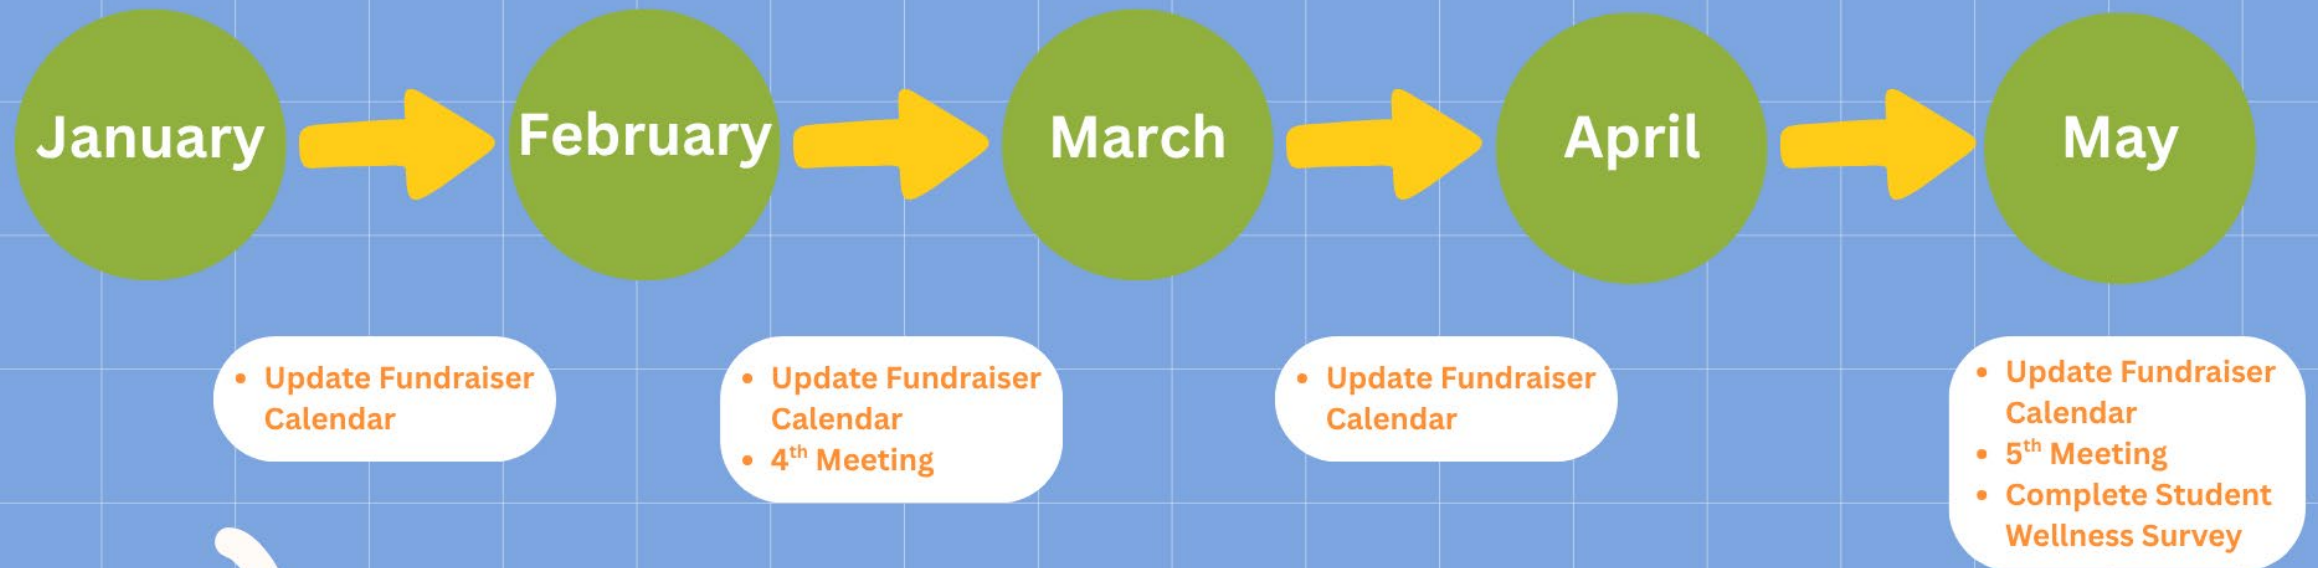 January
February
March
April
May
• Update Fundraiser
Calendar
• Update Fundraiser
Calendar
• 4th Meeting
• Update Fundraiser
Calendar
• Update Fundraiser
Calendar
• 5th Meeting
• Complete Student
Wellness Survey